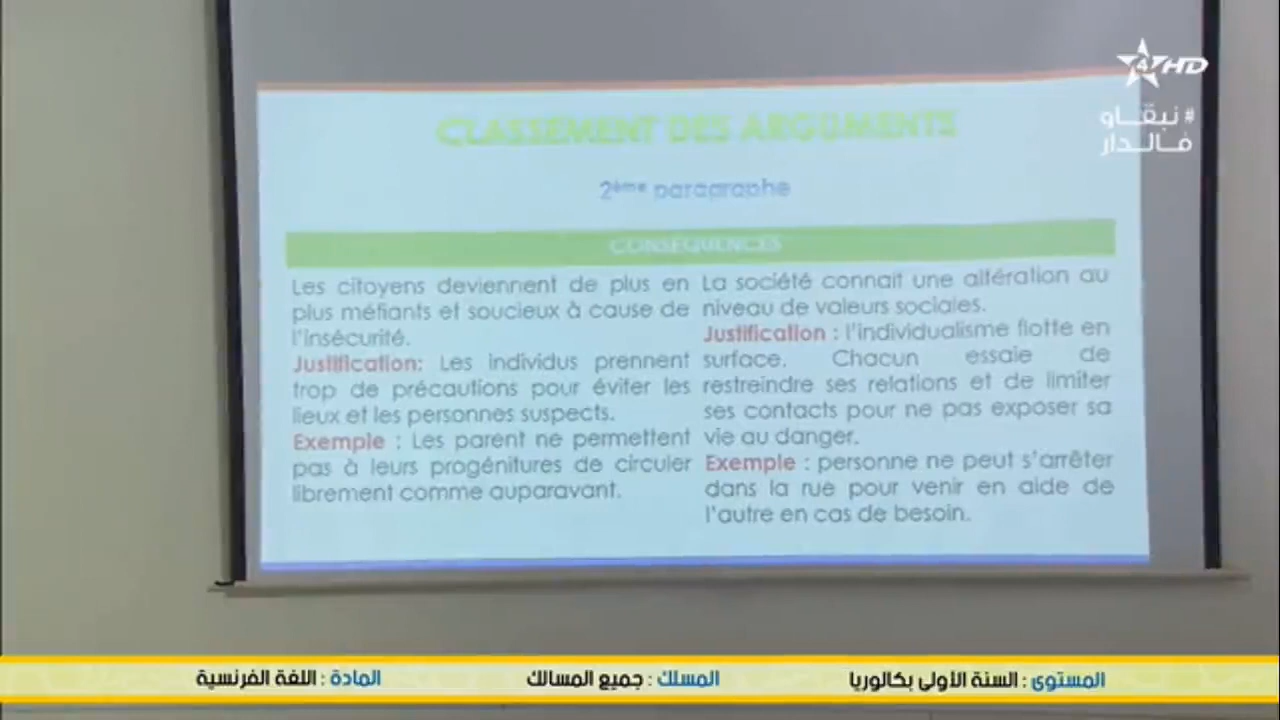 4 HD
# نبقاو
فالدار
CLASSEMENT DES ARGUMENTS
2ème paragraphe
CONSEQUENCES
Les citoyens deviennent de plus en
plus méfiants et soucieux à cause de
l'insécurité.
Justification: Les individus prennent
trop de précautions pour éviter les
lieux et les personnes suspects.
Exemple : Les parent ne permettent
pas à leurs progénitures de circuler
librement comme auparavant.
La société connait une altération au
niveau de valeurs sociales.
Justification : l'individualisme flotte en
surface. Chacun essaie de
restreindre ses relations et de limiter
ses contacts pour ne pas exposer sa
vie au danger.
Exemple : personne ne peut s'arrêter
dans la rue pour venir en aide de
l'autre en cas de besoin.
المستوى : السنة الأولى بكالوريا
المسلك : جميع المسالك
المادة : اللغة الفرنسية